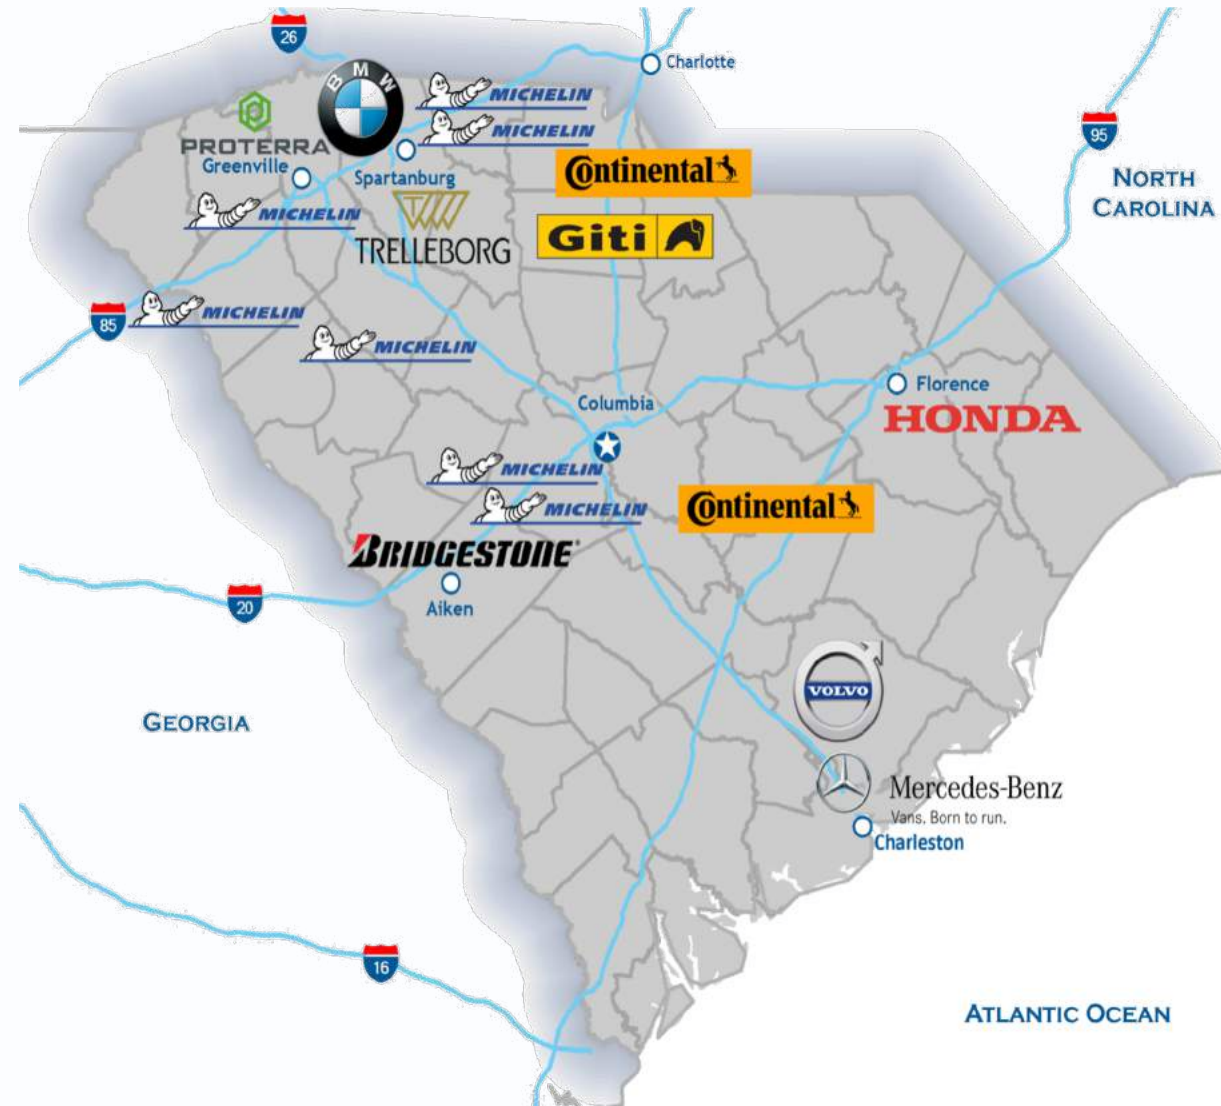 26
Charlotte
BMW
MICHELIN
PROTERRA
MICHELIN
95
Greenville
Spartanburg
Continental
NORTH
CAROLINA
MICHELIN
TRELLEBORG
Giti
85
MICHELIN
MICHELIN
Florence
HONDA
Columbia
MICHELIN
MICHELIN
Continental
BRIDGESTONE
20
Aiken
VOLVO
GEORGIA
Mercedes-Benz
Vans. Born to run.
Charleston
16
ATLANTIC OCEAN